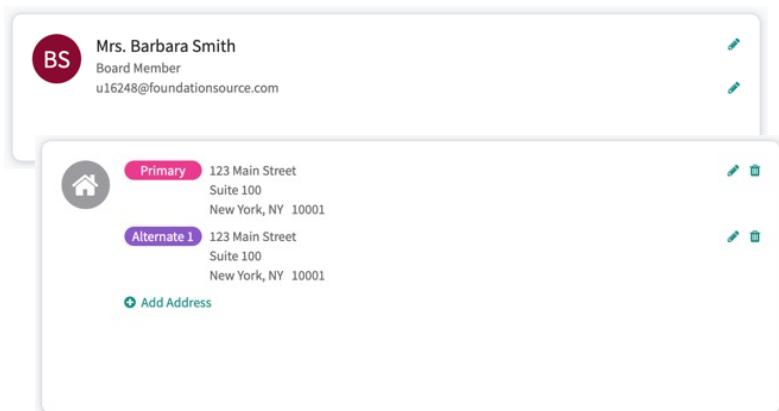 BS
Mrs. Barbara Smith
Board Member
u16248@foundationsource.com
Primary
123 Main Street
Suite 100
New York, NY 10001
Alternate 1
123 Main Street
Suite 100
New York, NY 10001
Add Address